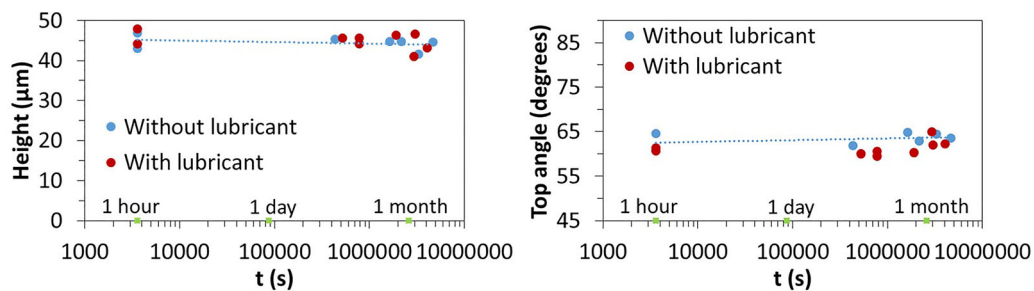 50
40
30
20
10
0
Height (µm)
Without lubricant
With lubricant
1 hour
1 day
1 month
1000
10000
100000
1000000
10000000
100000000
t (s)
85
75
65
55
45
Top angle (degrees)
Without lubricant
With lubricant
1 hour
1 day
1 month
1000
10000
100000
1000000
10000000
t (s)